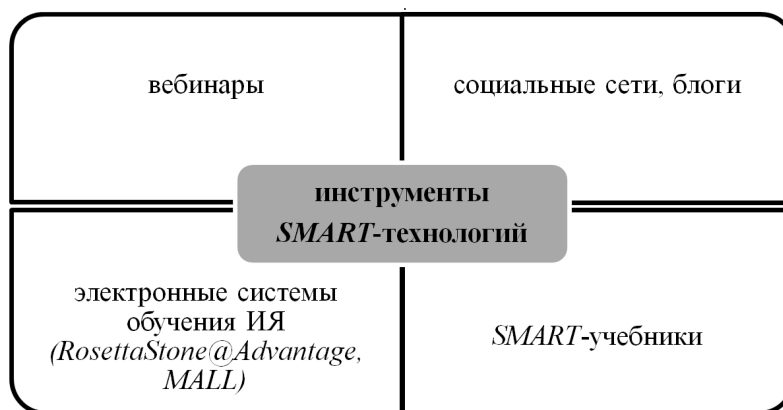 вебинары
социальные сети, блоги
инструменты
SMART-технологий
электронные системы
обучения ИЯ
(RosettaStone@Advantage,
MALL)
SMART-учебники